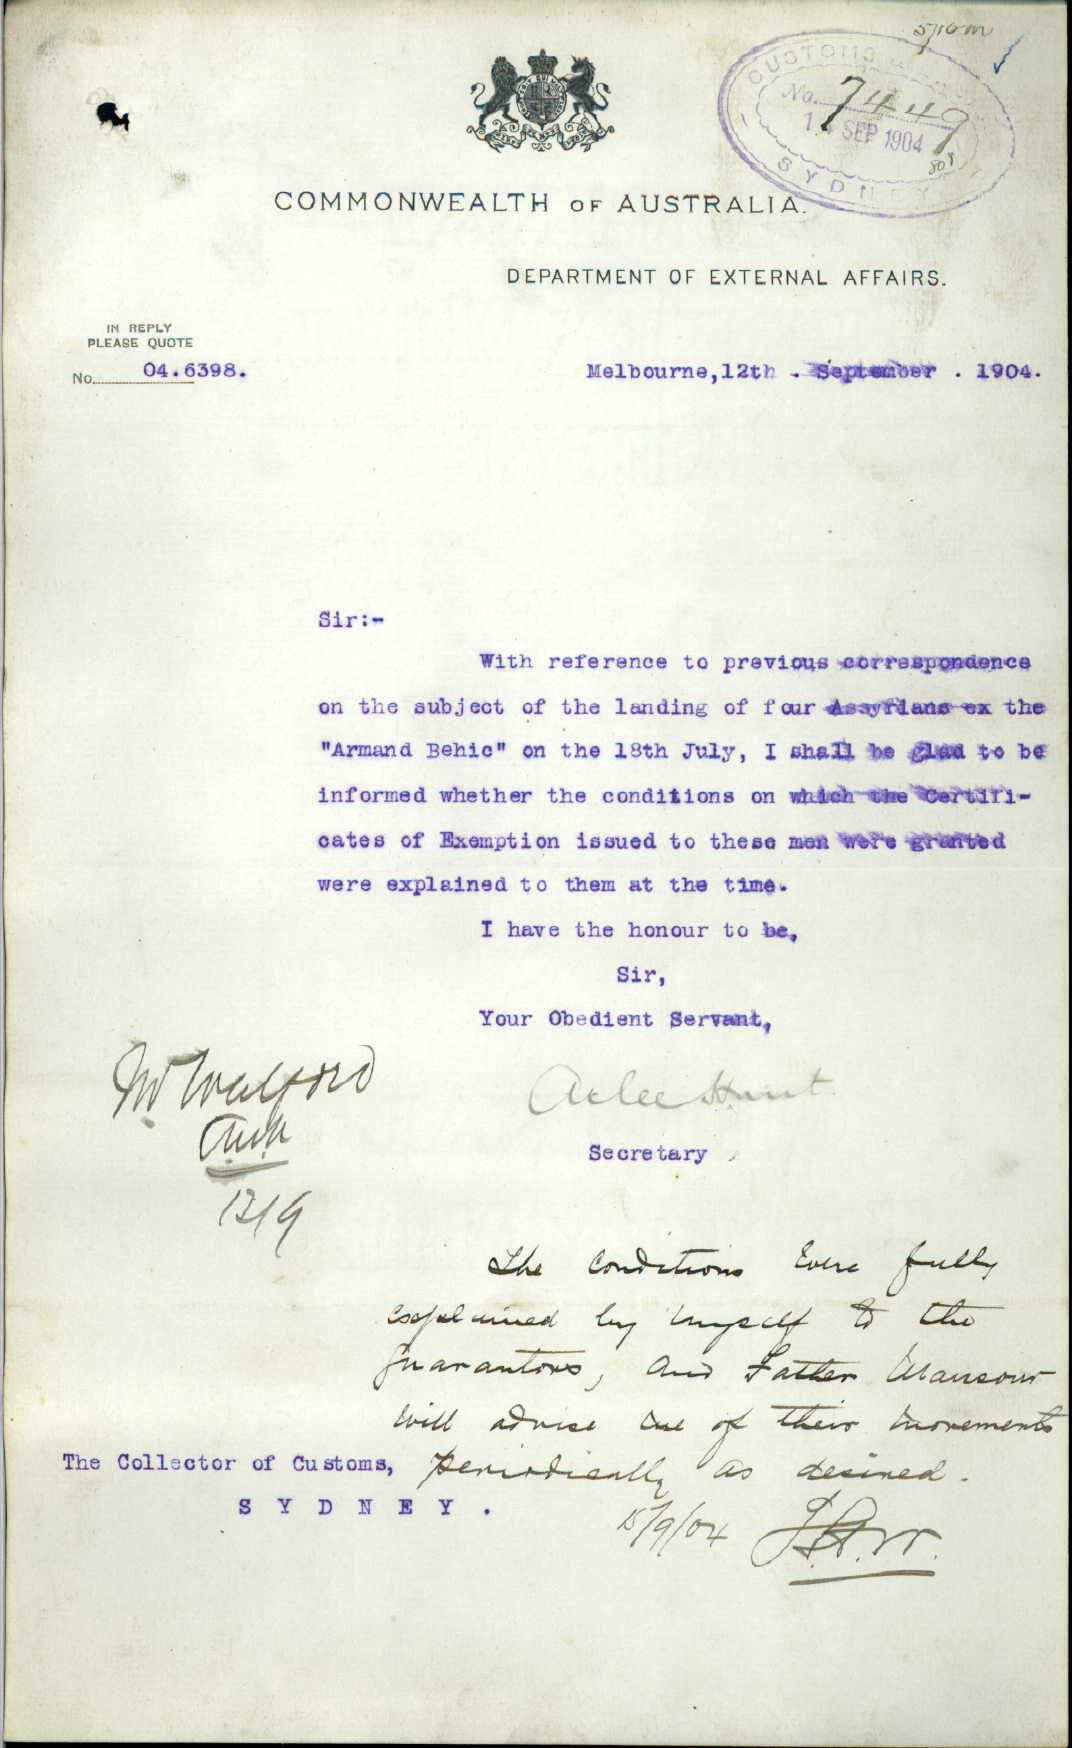 CUSTOMS
No. 7449
SEP 1904
SYDNEY
COMMONWEALTH OF AUSTRALIA.
DEPARTMENT OF EXTERNAL AFFAIRS.
IN REPLY
PLEASE QUOTE
No. 04.6398.
Melbourne, 12th . September . 1904.
Sir:-
With reference to previous correspondence
on the subject of the landing of four Assyrians ex the
"Armand Behic" on the 18th July, I shall be glad to be
informed whether the conditions on which the Certifi-
cates of Exemption issued to these men were granted
were explained to them at the time.
I have the honour to be,
Sir,
Your Obedient Servant,
Atlee Hunt
Secretary
Mr Walford
The conditions were fully
explained by myself to the
guarantors, and Father Mansour
will advise me of their movements
periodically as desired.
15/9/04
The Collector of Customs,
SYDNEY.